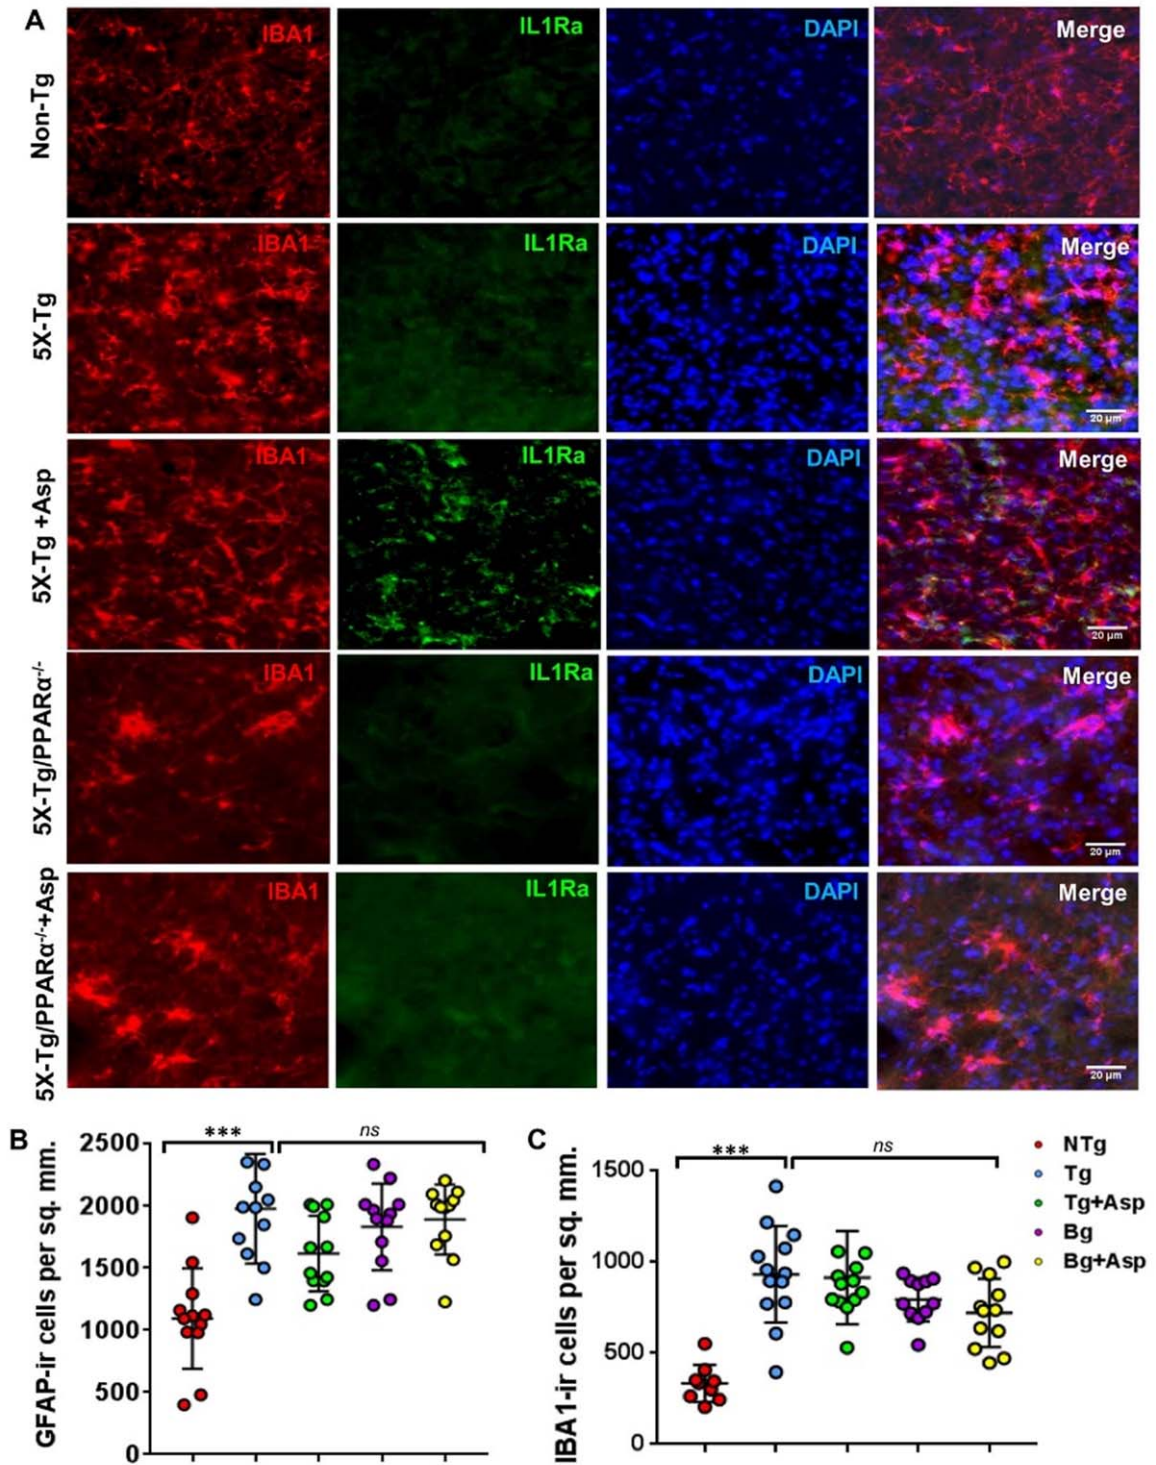 A
Non-Tg
IBA1
IL1Ra
DAPI
Merge
5X-Tg
IBA1
IL1Ra
DAPI
Merge
20 µm
5X-Tg +Asp
IBA1
IL1Ra
DAPI
Merge
20 µm
5X-Tg/PPARα-/-
IBA1
IL1Ra
DAPI
Merge
20 µm
5X-Tg/PPARα-/-+Asp
IBA1
IL1Ra
DAPI
Merge
20 µm
B
GFAP-ir cells per sq. mm.
2500
2000
1500
1000
500
0
***
ns
C
IBA1-ir cells per sq. mm.
1500
1000
500
0
***
ns
NTg
Tg
Tg+Asp
Bg
Bg+Asp